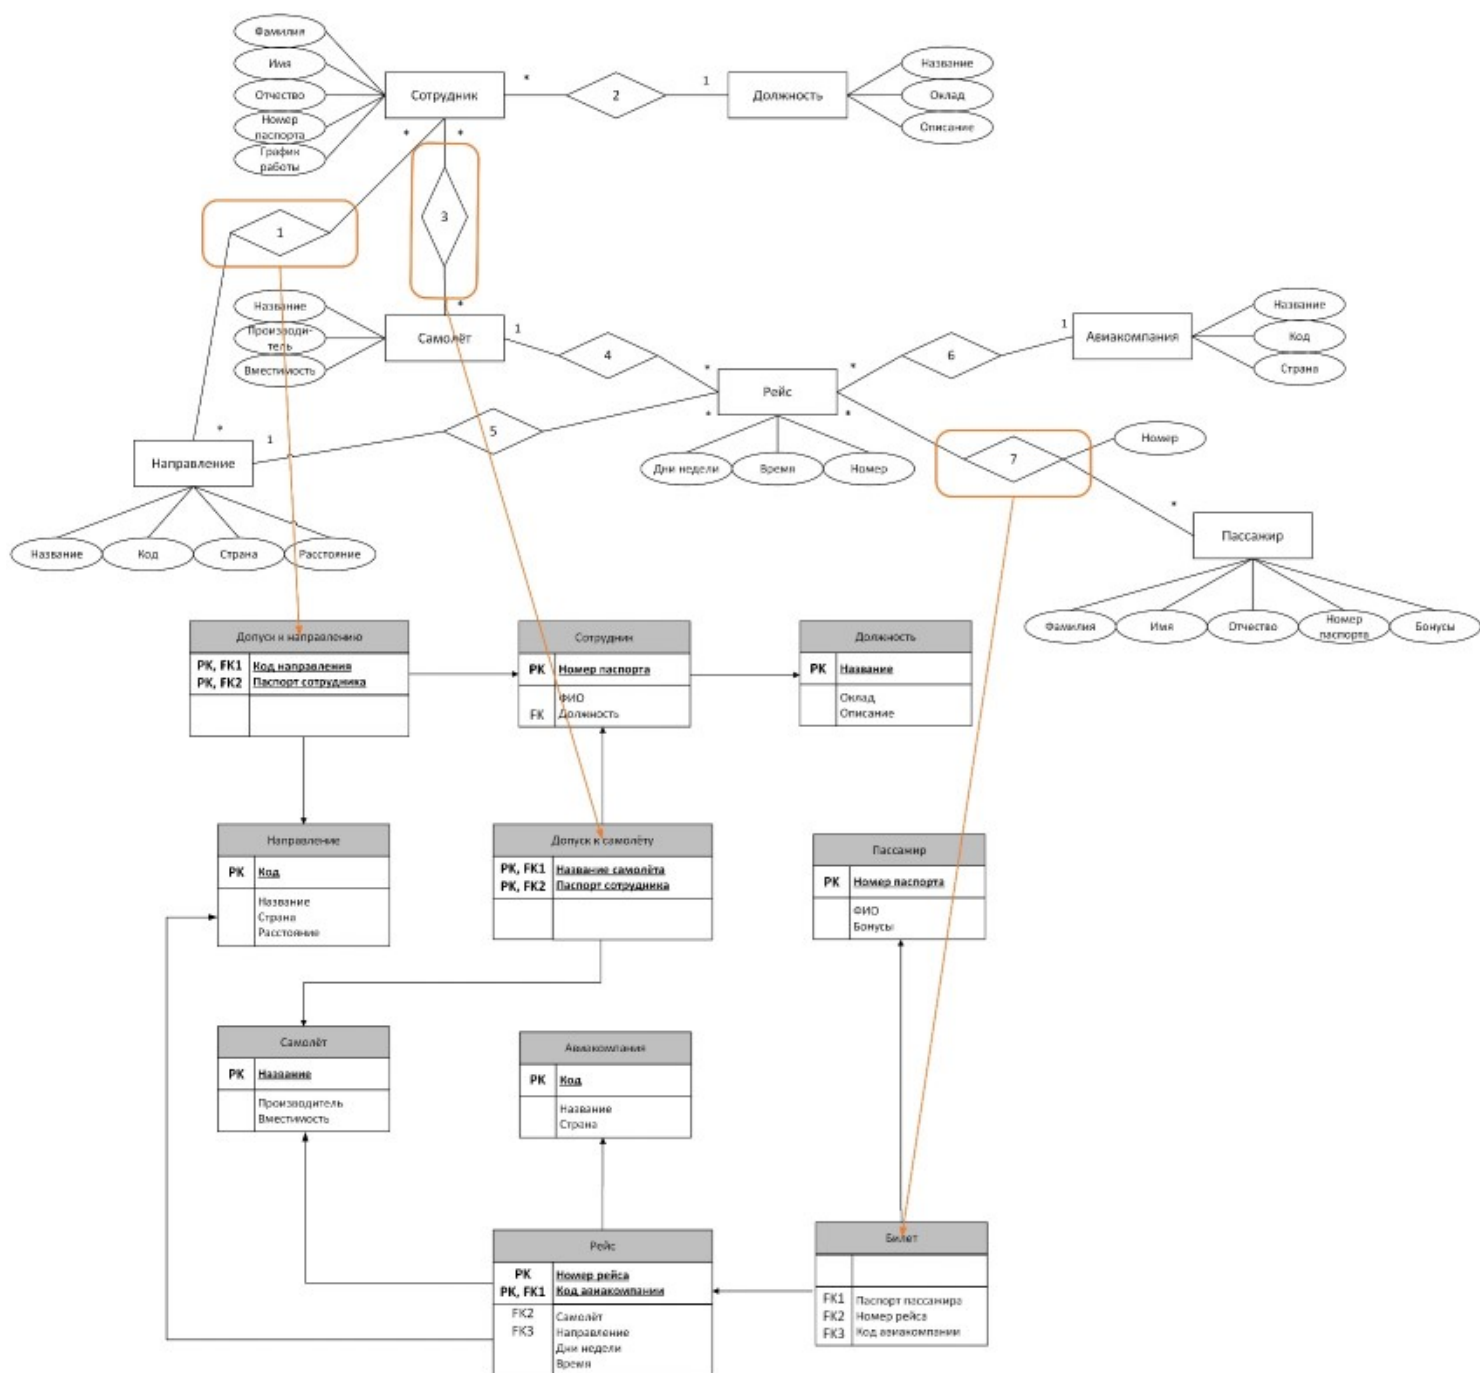 Фамилия
Имя
Отчество
Номер
паспорта
График
работы
Сотрудник
*
2
1
Должность
Название
Оклад
Описание
*
*
1
3
Название
Производи-
тель
Вместимость
*
Самолёт
1
4
*
6
1
Авиакомпания
Название
Код
Страна
*
Рейс
*
*
Дни недели
Время
Номер
5
1
*
Направление
Название
Код
Страна
Расстояние
7
Номер
*
Пассажир
Фамилия
Имя
Отчество
Номер
паспорта
Бонусы
Допуск к направлению
PK, FK1 Код направления
PK, FK2 Паспорт сотрудника
Сотрудник
PK Номер паспорта
ФИО
FK Должность
Должность
PK Название
Оклад
Описание
Направление
PK Код
Название
Страна
Расстояние
Допуск к самолёту
PK, FK1 Название самолёта
PK, FK2 Паспорт сотрудника
Пассажир
PK Номер паспорта
ФИО
Бонусы
Самолёт
PK Название
Производитель
Вместимость
Авиакомпания
PK Код
Название
Страна
Рейс
PK Номер рейса
PK, FK1 Код авиакомпании
FK2 Самолёт
FK3 Направление
Дни недели
Время
Билет
FK1 Паспорт пассажира
FK2 Номер рейса
FK3 Код авиакомпании